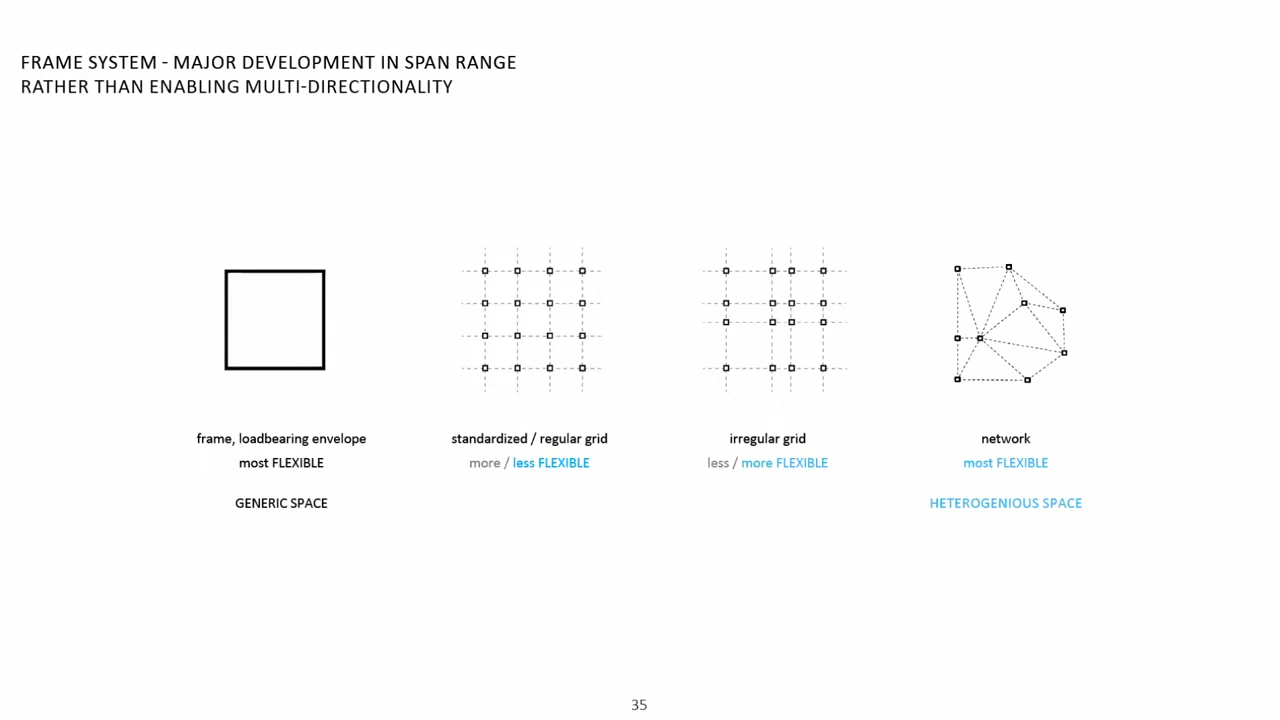 FRAME SYSTEM - MAJOR DEVELOPMENT IN SPAN RANGE
RATHER THAN ENABLING MULTI-DIRECTIONALITY
frame, loadbearing envelope
most FLEXIBLE
GENERIC SPACE
standardized / regular grid
more / less FLEXIBLE
irregular grid
less / more FLEXIBLE
network
most FLEXIBLE
HETEROGENIOUS SPACE
35